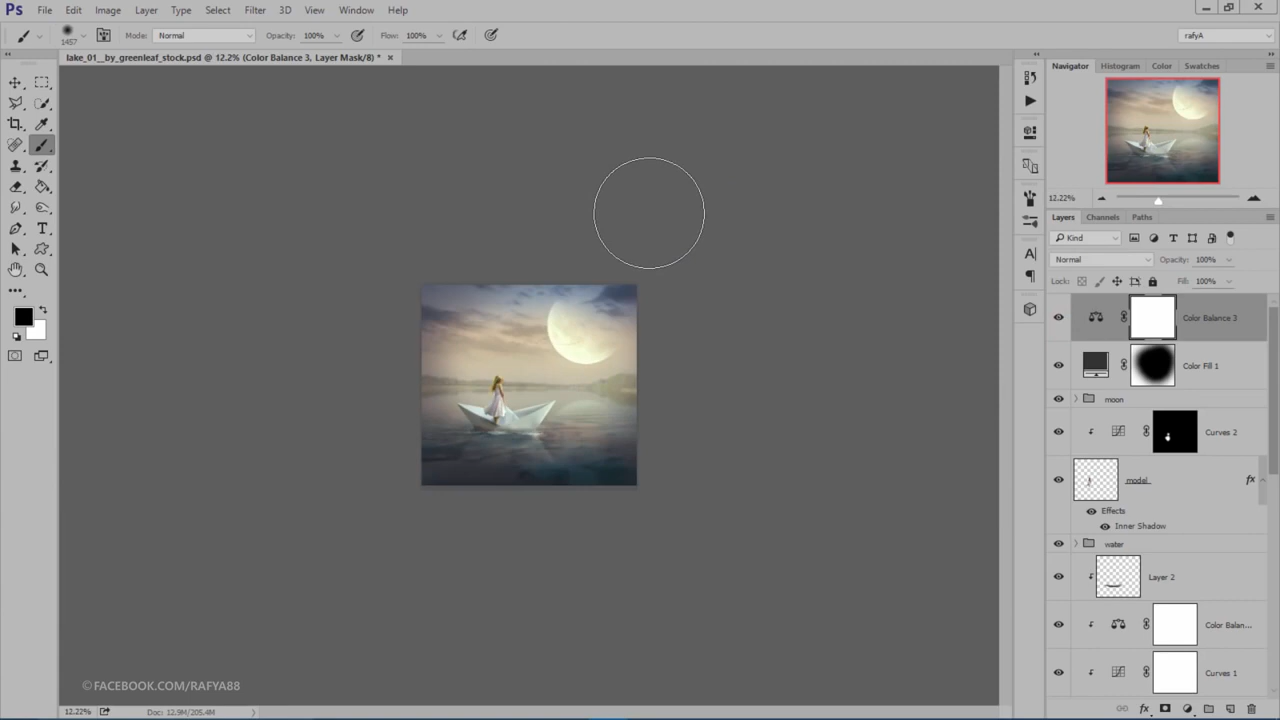 Ps File Edit Image Layer Type Select Filter 3D View Window Help
1457 Mode: Normal Opacity: 100% Flow: 100% rafyA
lake_01__by_greenleaf_stock.psd @ 12.2% (Color Balance 3, Layer Mask/8) *
Navigator Histogram Color Swatches
12.22%
Layers Channels Paths
Kind
Normal Opacity: 100%
Lock: Fill: 100%
Color Balance 3
Color Fill 1
moon
Curves 2
model
fx
Effects
Inner Shadow
water
Layer 2
Color Balan...
Curves 1
©FACEBOOK.COM/RAFYA88
12.22% Doc: 12.9M/205.4M
fx